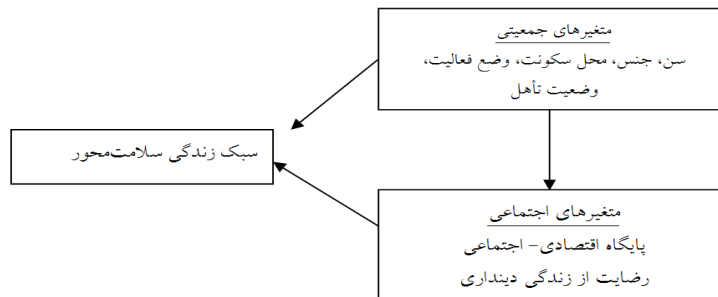 متغیرهای جمعیتی
سن، جنس، محل سکونت، وضع فعالیت،
وضعیت تأهل
سبک زندگی سلامت‌محور
متغیرهای اجتماعی
پایگاه اقتصادی- اجتماعی
رضایت از زندگی دینداری